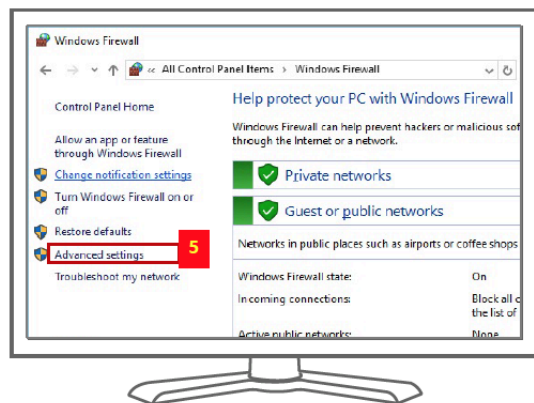 Windows Firewall
« All Control Panel Items > Windows Firewall
Control Panel Home
Allow an app or feature
through Windows Firewall
Change notification settings
Turn Windows Firewall on or
off
Restore defaults
Advanced settings
5
Troubleshoot my network
Help protect your PC with Windows Firewall
Windows Firewall can help prevent hackers or malicious sof
through the Internet or a network.
Private networks
Guest or public networks
Networks in public places such as airports or coffee shops
Windows Firewall state: On
Incoming connections: Block all c
the list of
Active public networks: None